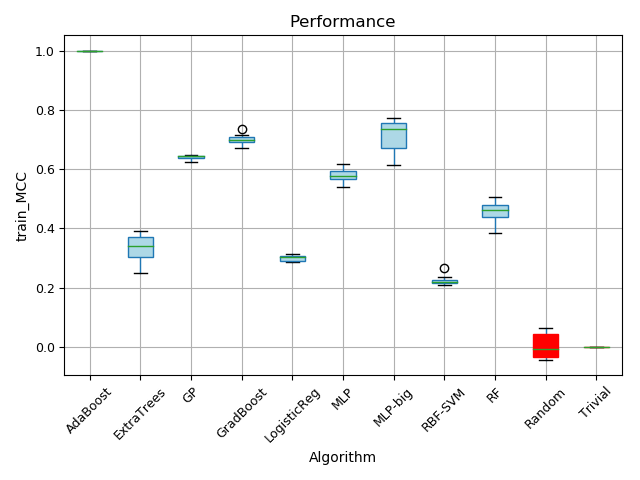 Performance
train_MCC
1.0
0.8
0.6
0.4
0.2
0.0
AdaBoost
ExtraTrees
GP
GradBoost
LogisticReg
MLP
MLP-big
RBF-SVM
RF
Random
Trivial
Algorithm